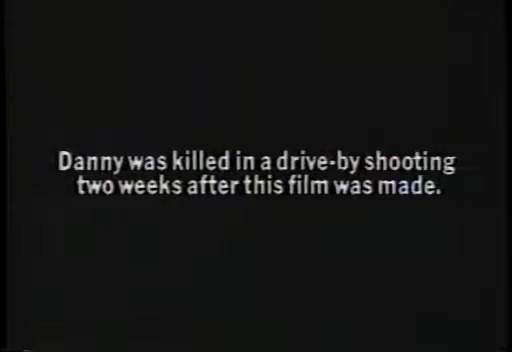 Danny was killed in a drive-by shooting
two weeks after this film was made.